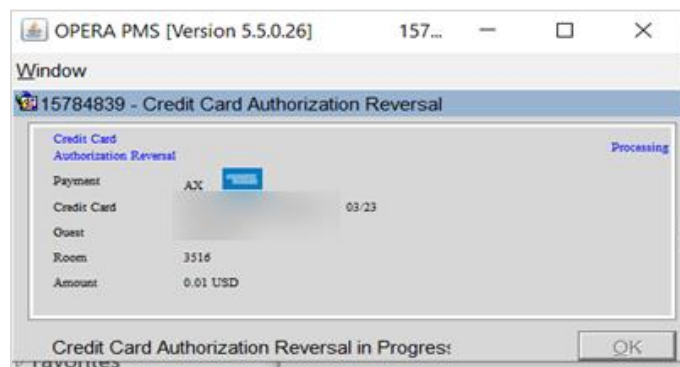 OPERA PMS [Version 5.5.0.26] 157...
Window
15784839 - Credit Card Authorization Reversal
Credit Card
Authorization Reversal
Processing
Payment AX
Credit Card 03/23
Guest
Room 3516
Amount 0.01 USD
Credit Card Authorization Reversal in Progress
OK
Favorites